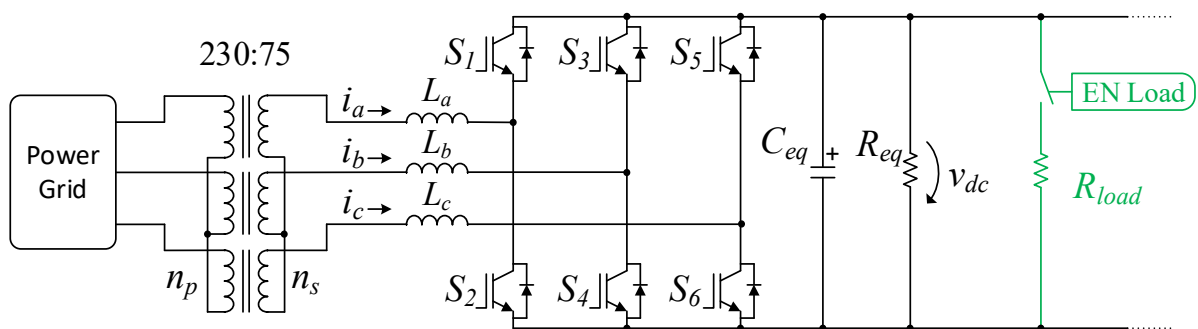 230:75
Power
Grid
n_p
n_s
i_a
i_b
i_c
L_a
L_b
L_c
S_1
S_3
S_5
S_2
S_4
S_6
C_eq
+
R_eq
v_dc
EN Load
R_load